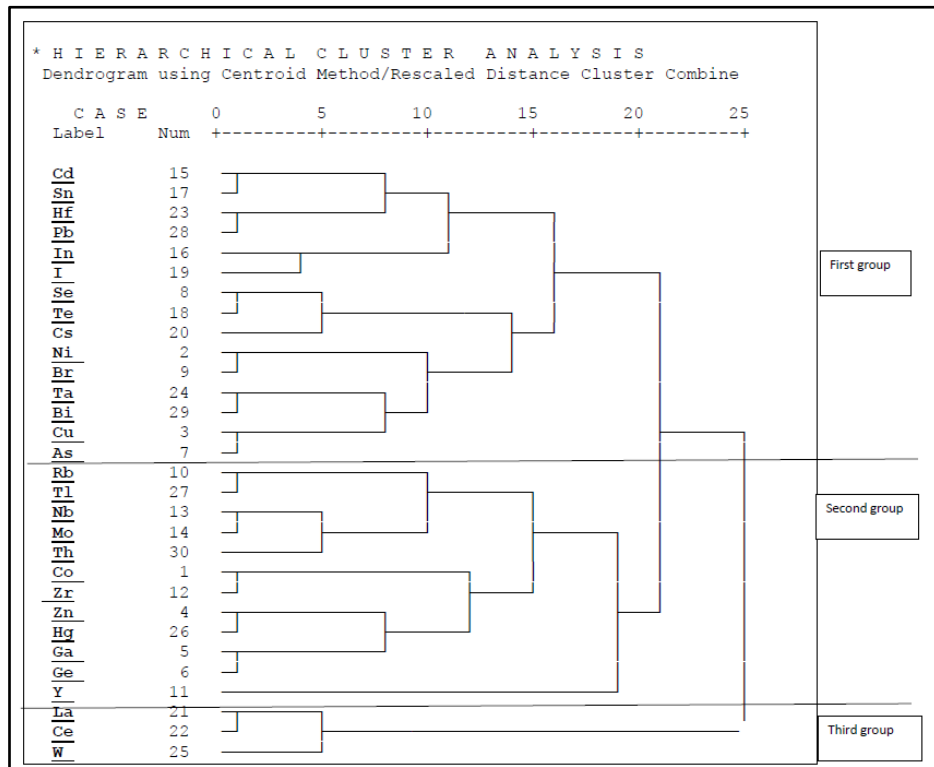 * H I E R A R C H I C A L C L U S T E R A N A L Y S I S
Dendrogram using Centroid Method/Rescaled Distance Cluster Combine
C A S E 0 5 10 15 20 25
Label Num +---------+---------+---------+---------+---------+
Cd 15
Sn 17
Hf 23
Pb 28
In 16
First group
I 19
Se 8
Te 18
Cs 20
Ni 2
Br 9
Ta 24
Bi 29
Cu 3
As 7
Rb 10
Tl 27
Nb 13
Second group
Mo 14
Th 30
Co 1
Zr 12
Zn 4
Hg 26
Ga 5
Ge 6
Y 11
La 21
Ce 22
Third group
W 25